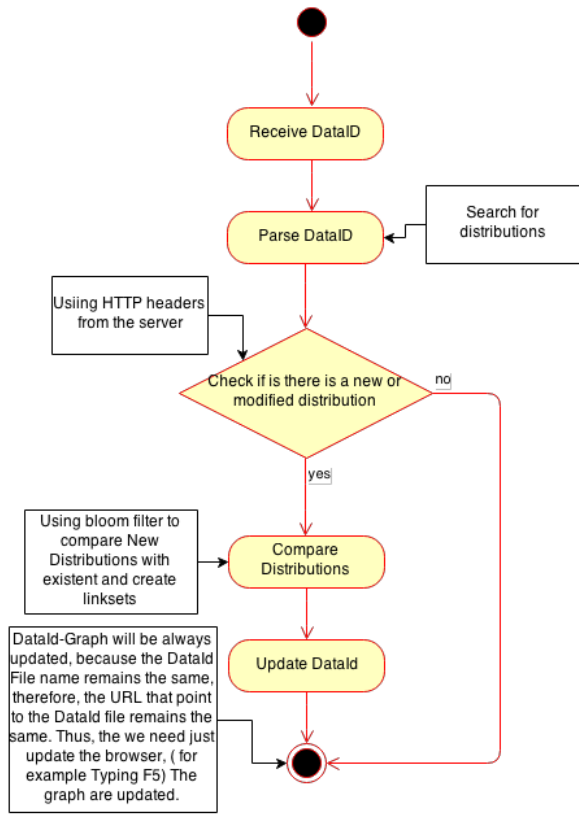 Receive DataID
Parse DataID
Search for
distributions
Usiing HTTP headers
from the server
Check if is there is a new or
modified distribution
no
yes
Using bloom filter to
compare New
Distributions with
existent and create
linksets
Compare
Distributions
Update DataId
DataId-Graph will be always
updated, because the DataId
File name remains the same,
therefore, the URL that point
to the DataId file remains the
same. Thus, the we need just
update the browser, ( for
example Typing F5) The
graph are updated.